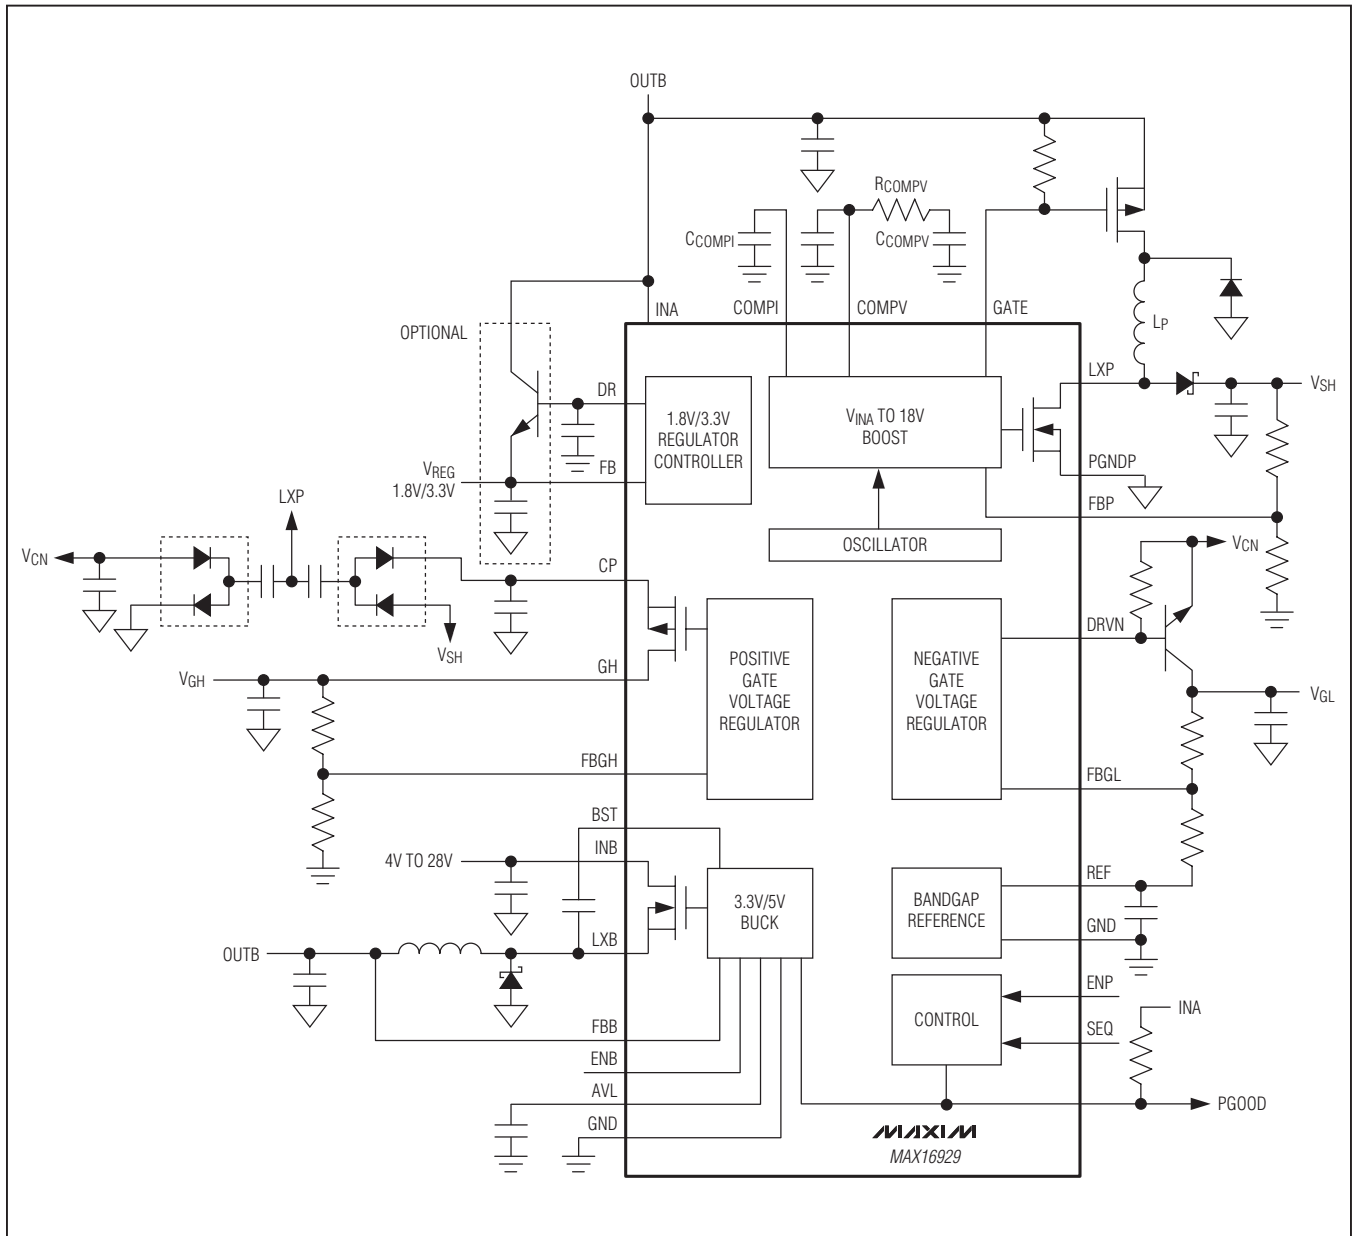 OUTB
RCOMPV
CCOMPI
CCOMPV
INA
COMPI
COMPV
GATE
LP
OPTIONAL
LXP
VSH
DR
1.8V/3.3V
REGULATOR
CONTROLLER
VINA TO 18V
BOOST
FB
VREG
1.8V/3.3V
PGNDP
FBP
LXP
OSCILLATOR
VCN
VCN
CP
DRVN
VSH
POSITIVE
GATE
VOLTAGE
REGULATOR
NEGATIVE
GATE
VOLTAGE
REGULATOR
GH
VGH
VGL
FBGH
FBGL
BST
INB
4V TO 28V
REF
3.3V/5V
BUCK
BANDGAP
REFERENCE
GND
LXB
OUTB
ENP
INA
CONTROL
SEQ
FBB
ENB
AVL
PGOOD
GND
MAXIM
MAX16929